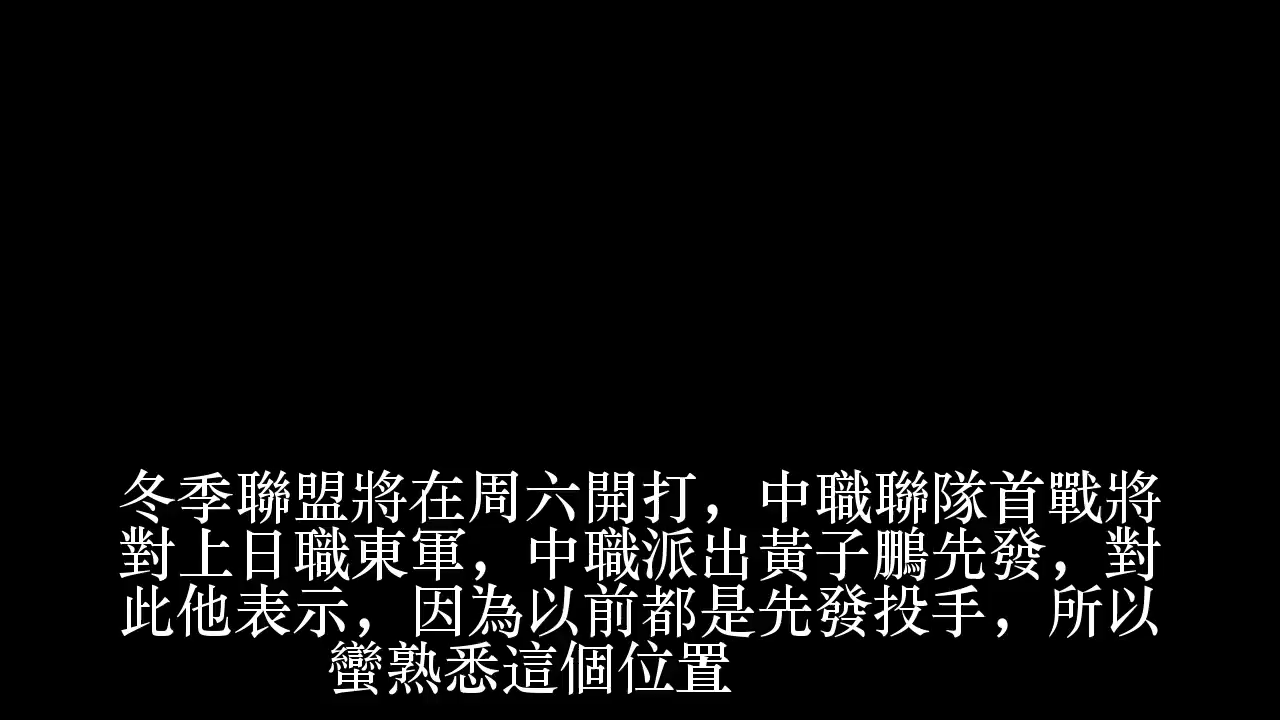 冬季聯盟將在周六開打，中職聯隊首戰將
對上日職東軍，中職派出黃子鵬先發，對
此他表示，因為以前都是先發投手，所以
蠻熟悉這個位置